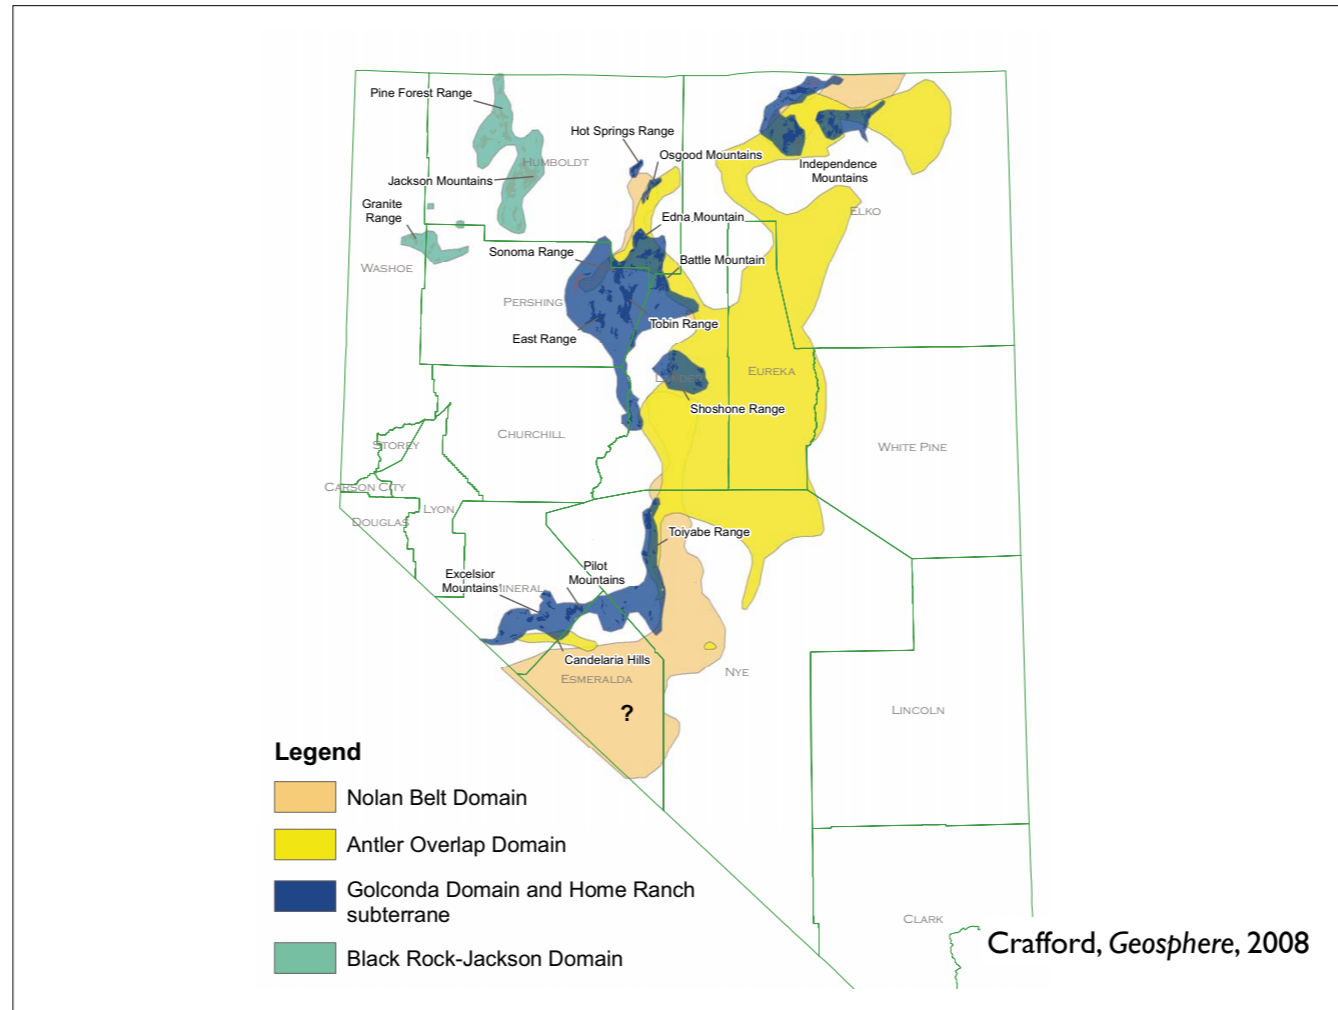 Pine Forest Range
Hot Springs Range
Osgood Mountains
HUMBOLDT
Independence
Mountains
Jackson Mountains
Granite
Range
ELKO
Edna Mountain
Sonoma Range
Battle Mountain
WASHOE
PERSHING
Tobin Range
East Range
EUREKA
Shoshone Range
CHURCHILL
STOREY
WHITE PINE
CARSON CITY
LYON
DOUGLAS
Toiyabe Range
Pilot
Mountains
Excelsior
Mountains
MINERAL
Candelaria Hills
NYE
ESMERALDA
?
LINCOLN
Legend
Nolan Belt Domain
Antler Overlap Domain
Golconda Domain and Home Ranch
subterrane
CLARK
Crafford, Geosphere, 2008
Black Rock-Jackson Domain